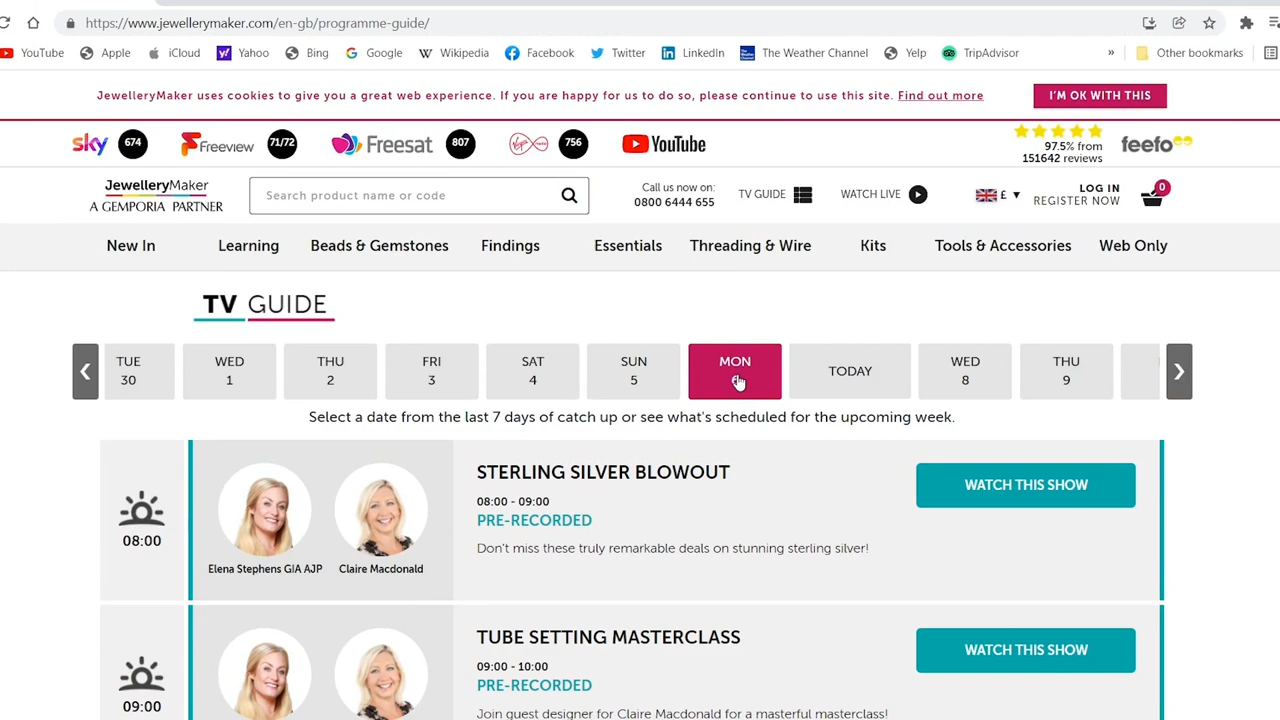 https://www.jewellerymaker.com/en-gb/programme-guide/
YouTube Apple iCloud Yahoo Bing Google Wikipedia Facebook Twitter LinkedIn The Weather Channel Yelp TripAdvisor » Other bookmarks
JewelleryMaker uses cookies to give you a great web experience. If you are happy for us to do so, please continue to use this site. Find out more
I'M OK WITH THIS
sky 674 Freeview 71/72 Freesat 807 756 YouTube
97.5% from
151642 reviews
feefo
JewelleryMaker
A GEMPORIA PARTNER
Search product name or code
Call us now on:
0800 6444 655
TV GUIDE
WATCH LIVE
£ ▼
LOG IN
REGISTER NOW
0
New In Learning Beads & Gemstones Findings Essentials Threading & Wire Kits Tools & Accessories Web Only
TV GUIDE
TUE WED THU FRI SAT SUN MON TODAY WED THU
30 1 2 3 4 5 8 9
Select a date from the last 7 days of catch up or see what's scheduled for the upcoming week.
08:00
Elena Stephens GIA AJP
Claire Macdonald
STERLING SILVER BLOWOUT
08:00 - 09:00
PRE-RECORDED
Don't miss these truly remarkable deals on stunning sterling silver!
WATCH THIS SHOW
09:00
TUBE SETTING MASTERCLASS
09:00 - 10:00
PRE-RECORDED
Join guest designer for Claire Macdonald for a masterful masterclass!
WATCH THIS SHOW